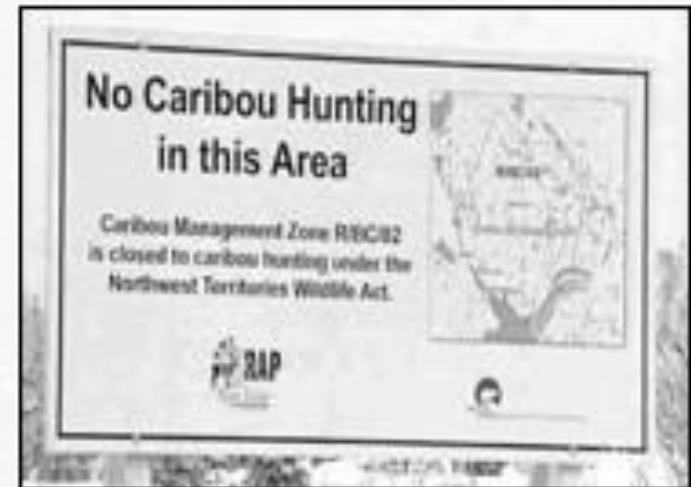 No Caribou Hunting
in this Area
Caribou Management Zone R/BC/02
is closed to caribou hunting under the
Northwest Territories Wildlife Act.
RAP